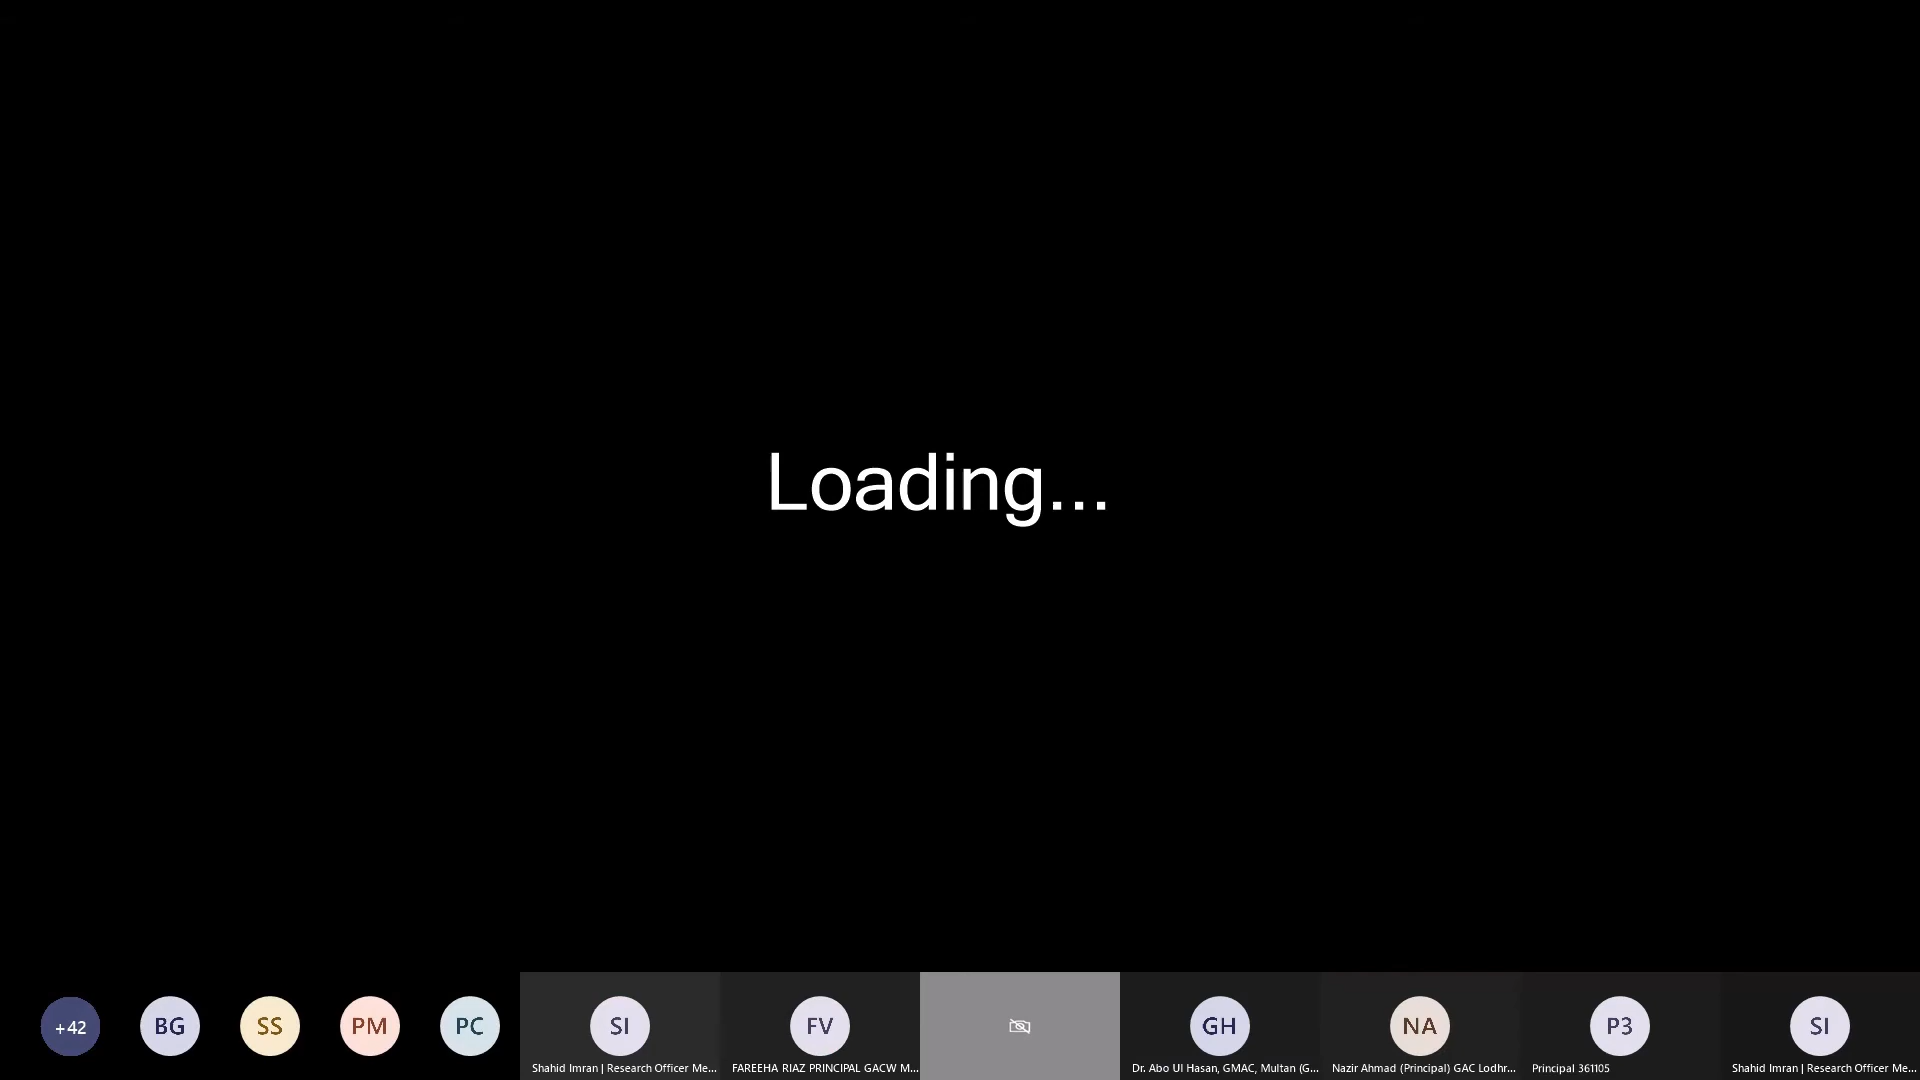 Loading...
+42
BG
SS
PM
PC
SI
FV
GH
NA
P3
SI
Shahid Imran | Research Officer Me...
FAREEHA RIAZ PRINCIPAL GACW M...
Dr. Abo Ul Hasan, GMAC, Multan (G...
Nazir Ahmad (Principal) GAC Lodhr...
Principal 361105
Shahid Imran | Research Officer Me...